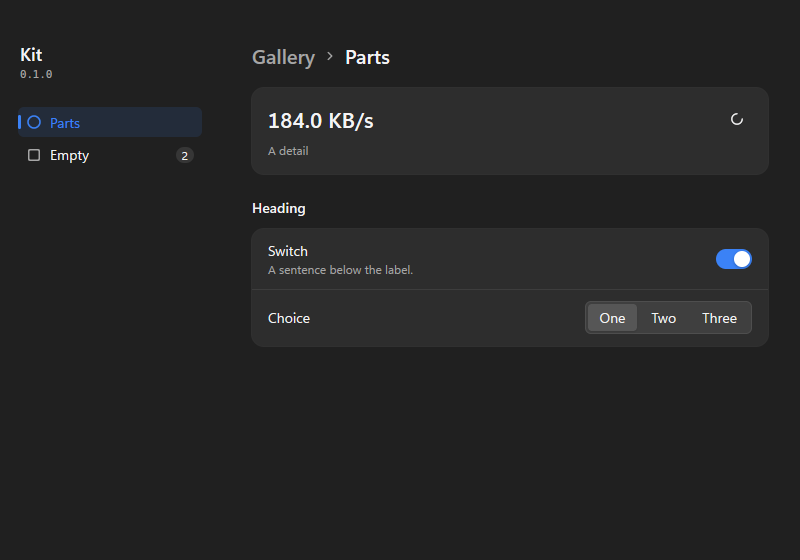 Kit
0.1.0
Parts
Empty 2
Gallery › Parts
184.0 KB/s
A detail
Heading
Switch
A sentence below the label.
Choice One Two Three